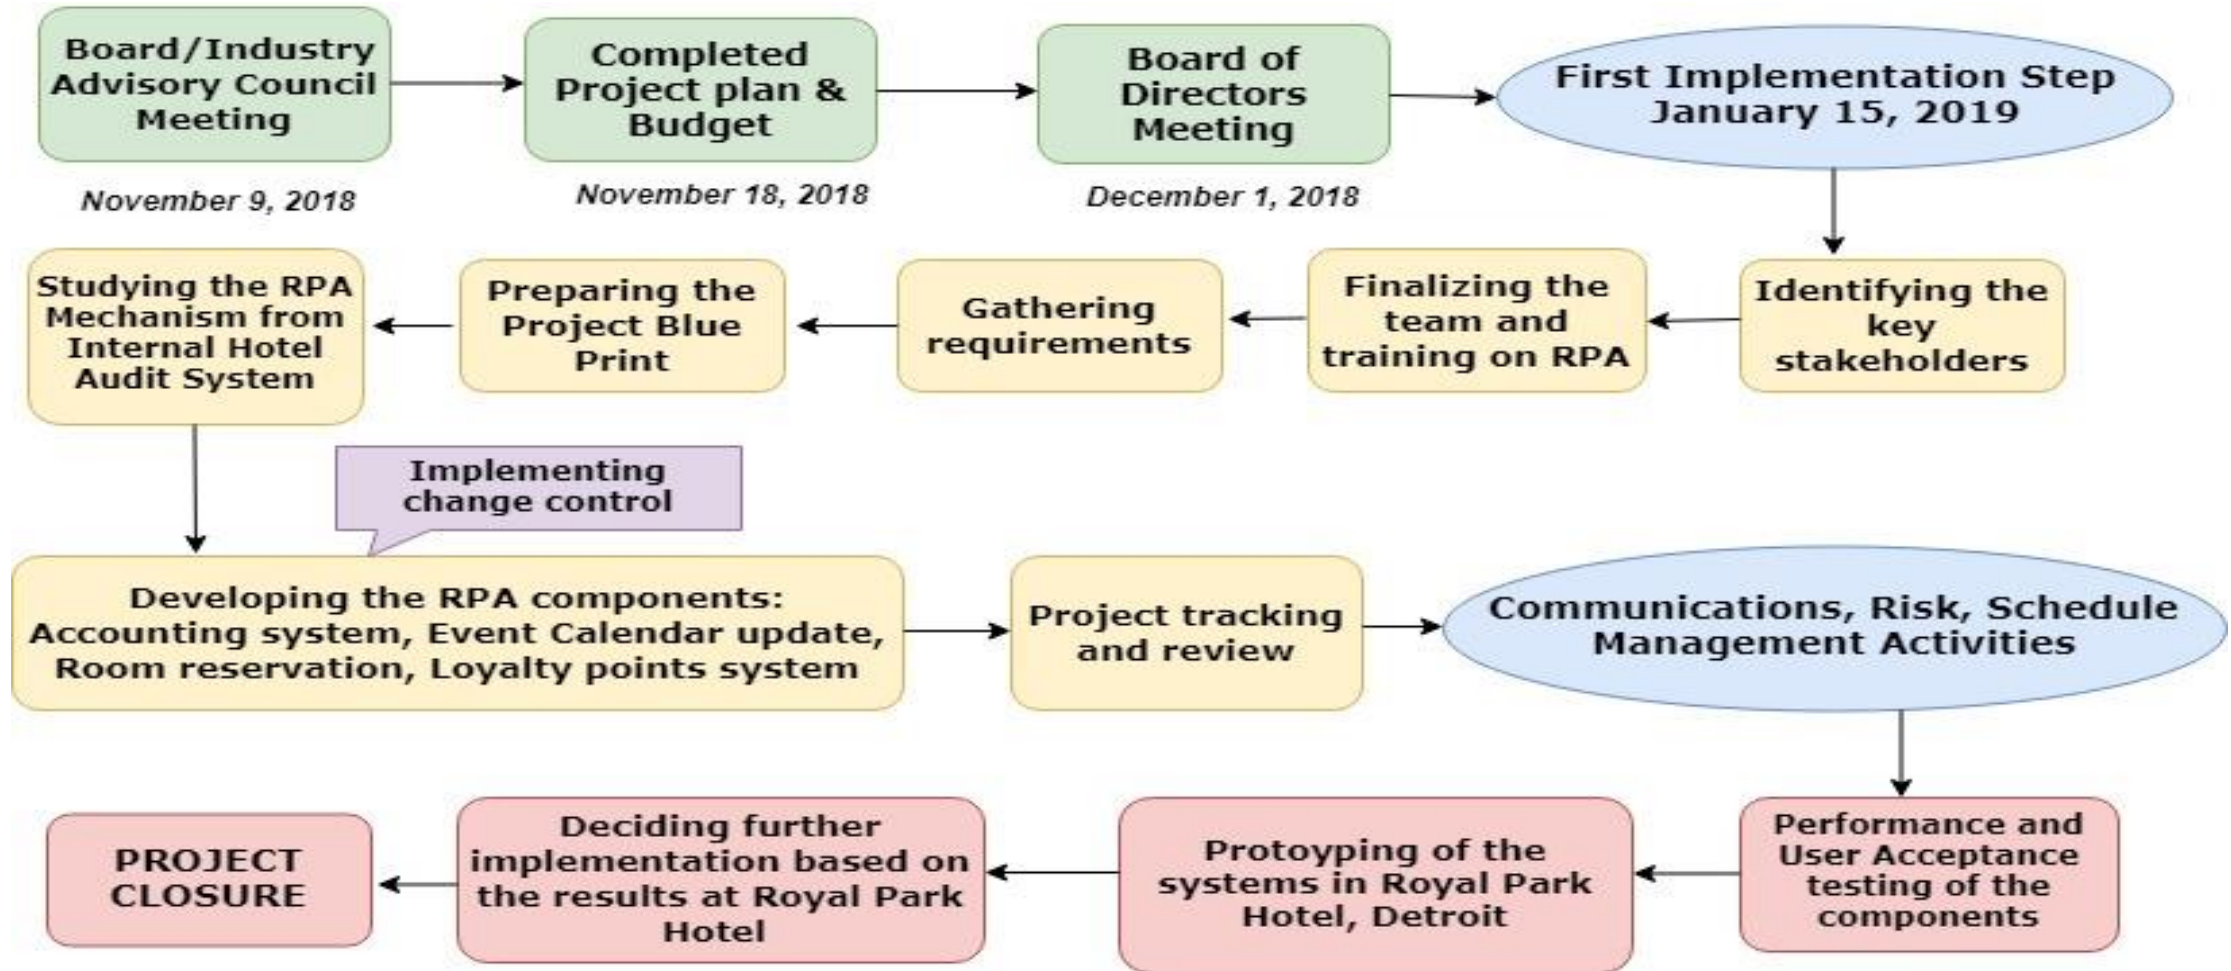 Board/Industry
Advisory Council
Meeting
November 9, 2018
Completed
Project plan &
Budget
November 18, 2018
Board of
Directors
Meeting
December 1, 2018
First Implementation Step
January 15, 2019
Identifying the
key
stakeholders
Finalizing the
team and
training on RPA
Gathering
requirements
Preparing the
Project Blue
Print
Studying the RPA
Mechanism from
Internal Hotel
Audit System
Implementing
change control
Developing the RPA components:
Accounting system, Event Calendar update,
Room reservation, Loyalty points system
Project tracking
and review
Communications, Risk, Schedule
Management Activities
Performance and
User Acceptance
testing of the
components
Protoyping of the
systems in Royal Park
Hotel, Detroit
Deciding further
implementation based on
the results at Royal Park
Hotel
PROJECT
CLOSURE